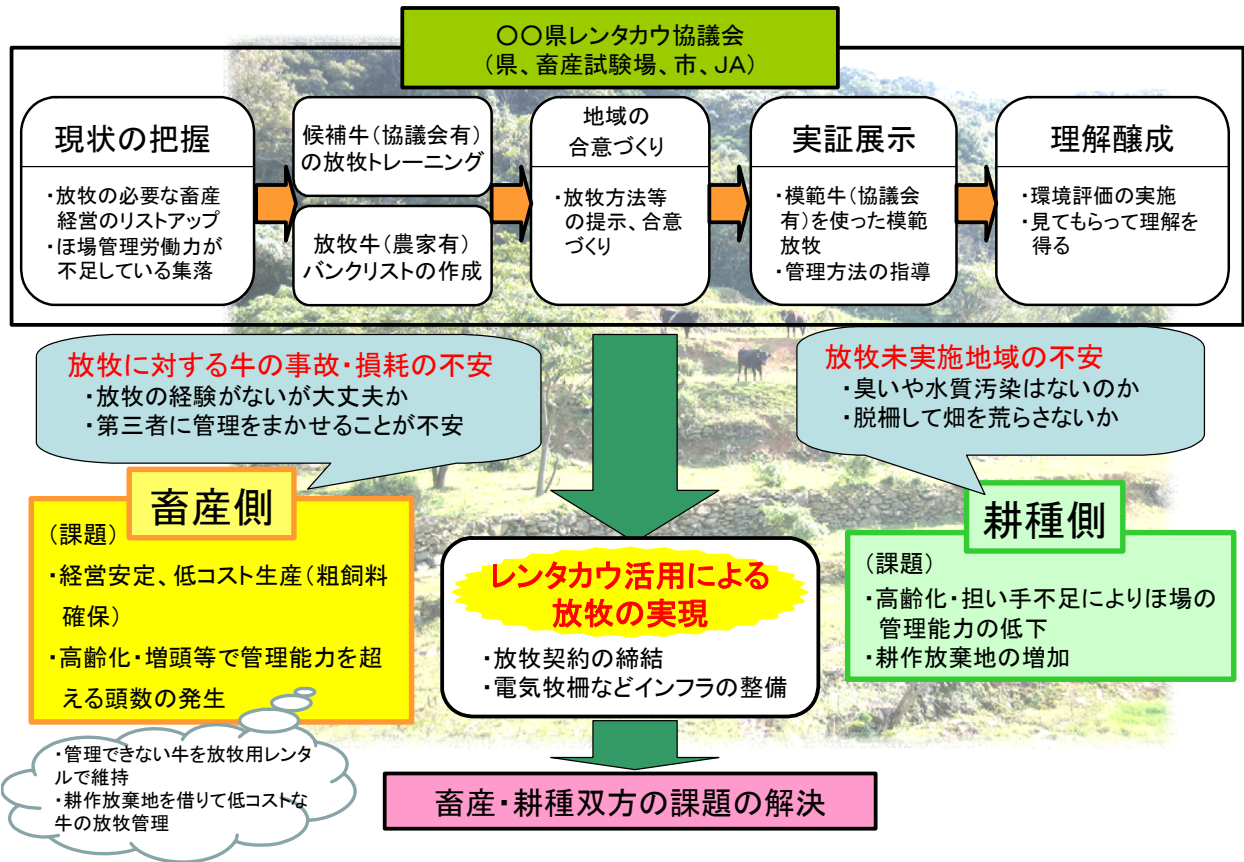 〇〇県レンタカウ協議会
（県、畜産試験場、市、JA）
現状の把握
・放牧の必要な畜産
経営のリストアップ
・ほ場管理労働力が
不足している集落
候補牛（協議会有）
の放牧トレーニング
放牧牛（農家有）
バンクリストの作成
地域の
合意づくり
・放牧方法等
の提示、合意
づくり
実証展示
・模範牛（協議会
有）を使った模範
放牧
・管理方法の指導
理解醸成
・環境評価の実施
・見てもらって理解を
得る
放牧に対する牛の事故・損耗の不安
・放牧の経験がないが大丈夫か
・第三者に管理をまかせることが不安
放牧未実施地域の不安
・臭いや水質汚染はないのか
・脱柵して畑を荒らさないか
畜産側
（課題）
・経営安定、低コスト生産（粗飼料
確保）
・高齢化・増頭等で管理能力を超
える頭数の発生
・管理できない牛を放牧用レンタ
ルで維持
・耕作放棄地を借りて低コストな
牛の放牧管理
レンタカウ活用による
放牧の実現
・放牧契約の締結
・電気牧柵などインフラの整備
耕種側
（課題）
・高齢化・担い手不足によりほ場の
管理能力の低下
・耕作放棄地の増加
畜産・耕種双方の課題の解決